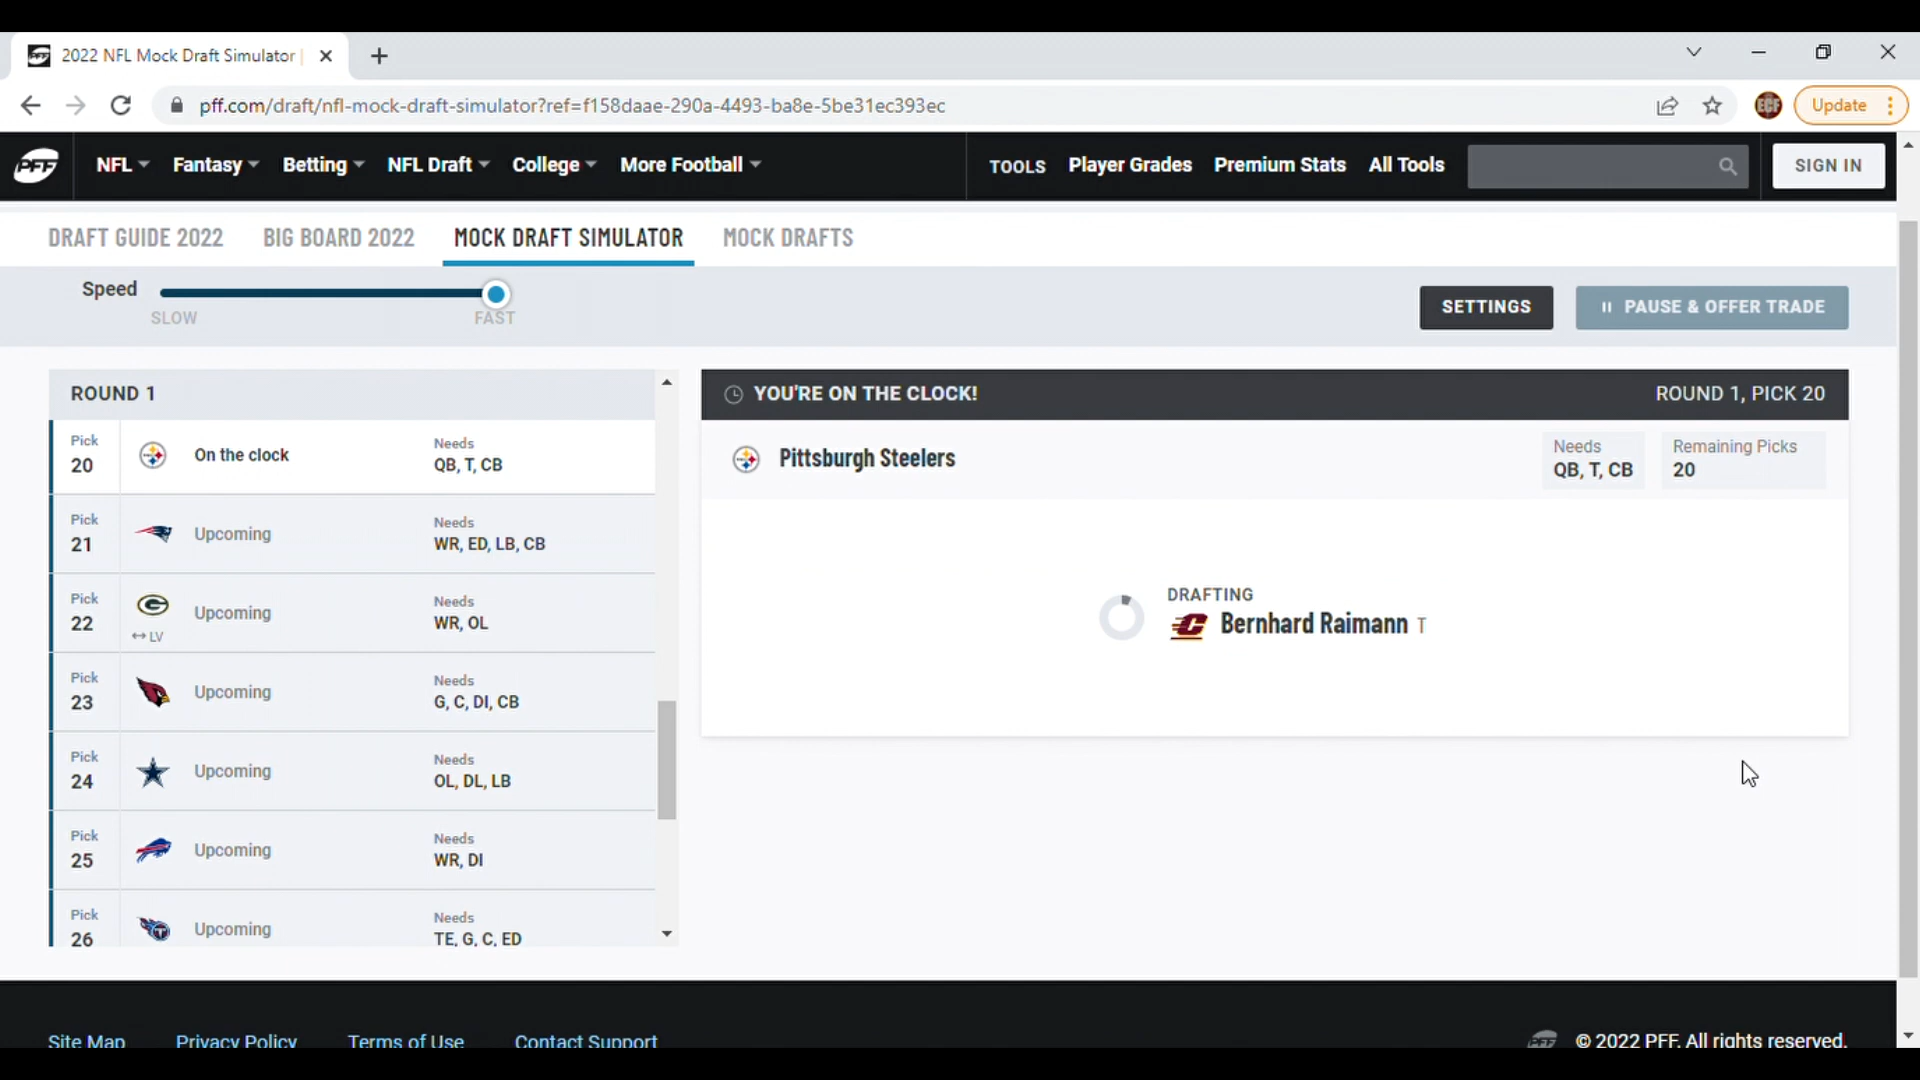 2022 NFL Mock Draft Simulator |
pff.com/draft/nfl-mock-draft-simulator?ref=f158daae-290a-4493-ba8e-5be31ec393ec
ECF
Update
PFF
NFL Fantasy Betting NFL Draft College More Football
TOOLS Player Grades Premium Stats All Tools
SIGN IN
DRAFT GUIDE 2022 BIG BOARD 2022 MOCK DRAFT SIMULATOR MOCK DRAFTS
Speed
SLOW FAST
SETTINGS
PAUSE & OFFER TRADE
ROUND 1
Pick
20
On the clock
Needs
QB, T, CB
Pick
21
Upcoming
Needs
WR, ED, LB, CB
Pick
22
LV
Upcoming
Needs
WR, OL
Pick
23
Upcoming
Needs
G, C, DI, CB
Pick
24
Upcoming
Needs
OL, DL, LB
Pick
25
Upcoming
Needs
WR, DI
Pick
26
Upcoming
Needs
TE, G, C, ED
YOU'RE ON THE CLOCK!
ROUND 1, PICK 20
Pittsburgh Steelers
Needs
QB, T, CB
Remaining Picks
20
DRAFTING
Bernhard Raimann T
Site Map Privacy Policy Terms of Use Contact Support
PFF © 2022 PFF. All rights reserved.